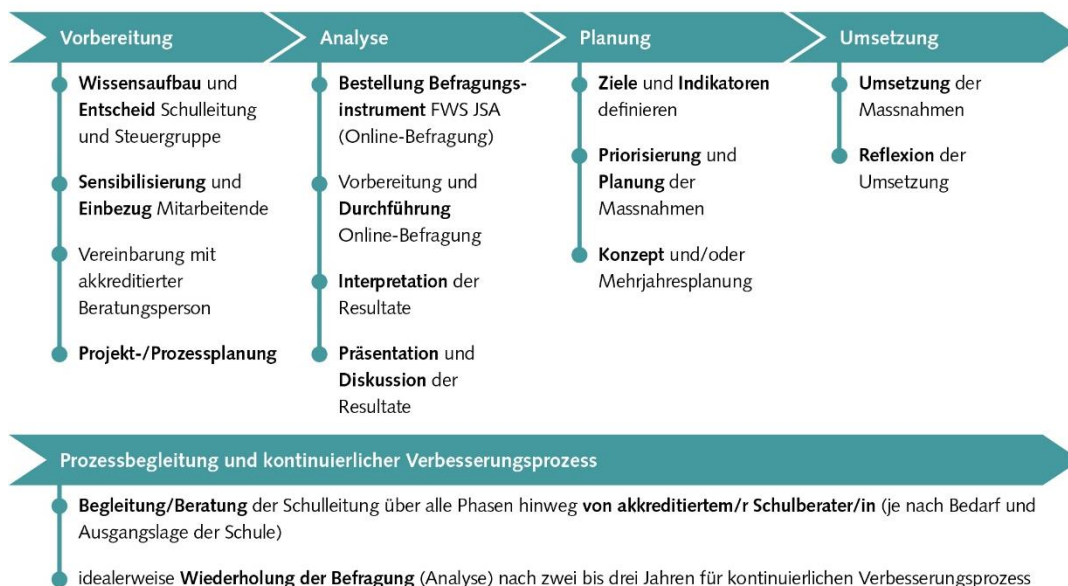 Vorbereitung
Analyse
Planung
Umsetzung
Wissensaufbau und
Entscheid Schulleitung
und Steuergruppe
Sensibilisierung und
Einbezug Mitarbeitende
Vereinbarung mit
akkreditierter
Beratungsperson
Projekt-/Prozessplanung
Bestellung Befragungs-
instrument FWS JSA
(Online-Befragung)
Vorbereitung und
Durchführung
Online-Befragung
Interpretation der
Resultate
Präsentation und
Diskussion der
Resultate
Ziele und Indikatoren
definieren
Priorisierung und
Planung der
Massnahmen
Konzept und/oder
Mehrjahresplanung
Umsetzung der
Massnahmen
Reflexion der
Umsetzung
Prozessbegleitung und kontinuierlicher Verbesserungsprozess
Begleitung/Beratung der Schulleitung über alle Phasen hinweg von akkreditiertem/r Schulberater/in (je nach Bedarf und
Ausgangslage der Schule)
idealerweise Wiederholung der Befragung (Analyse) nach zwei bis drei Jahren für kontinuierlichen Verbesserungsprozess